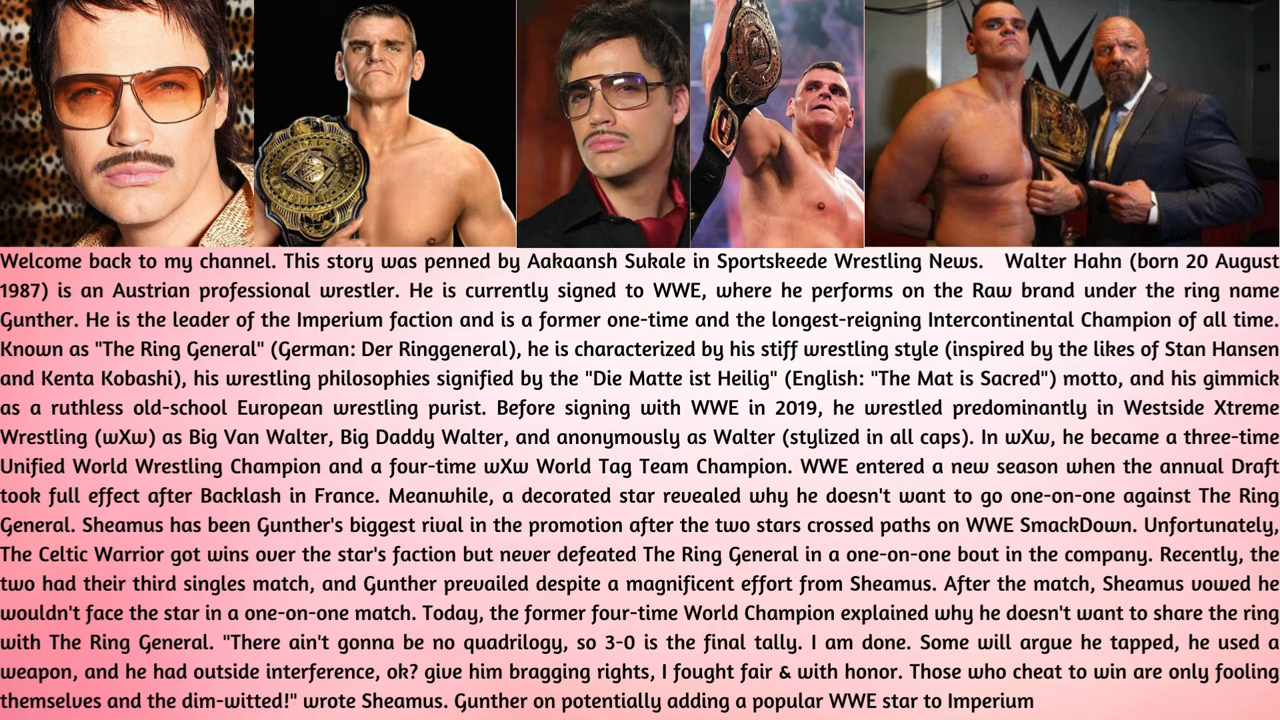 Welcome back to my channel. This story was penned by Aakaansh Sukale in Sportskeede Wrestling News. Walter Hahn (born 20 August
1987) is an Austrian professional wrestler. He is currently signed to WWE, where he performs on the Raw brand under the ring name
Gunther. He is the leader of the Imperium faction and is a former one-time and the longest-reigning Intercontinental Champion of all time.
Known as "The Ring General" (German: Der Ringgeneral), he is characterized by his stiff wrestling style (inspired by the likes of Stan Hansen
and Kenta Kobashi), his wrestling philosophies signified by the "Die Matte ist Heilig" (English: "The Mat is Sacred") motto, and his gimmick
as a ruthless old-school European wrestling purist. Before signing with WWE in 2019, he wrestled predominantly in Westside Xtreme
Wrestling (wXw) as Big Van Walter, Big Daddy Walter, and anonymously as Walter (stylized in all caps). In wXw, he became a three-time
Unified World Wrestling Champion and a four-time wXw World Tag Team Champion. WWE entered a new season when the annual Draft
took full effect after Backlash in France. Meanwhile, a decorated star revealed why he doesn't want to go one-on-one against The Ring
General. Sheamus has been Gunther's biggest rival in the promotion after the two stars crossed paths on WWE SmackDown. Unfortunately,
The Celtic Warrior got wins over the star's faction but never defeated The Ring General in a one-on-one bout in the company. Recently, the
two had their third singles match, and Gunther prevailed despite a magnificent effort from Sheamus. After the match, Sheamus vowed he
wouldn't face the star in a one-on-one match. Today, the former four-time World Champion explained why he doesn't want to share the ring
with The Ring General. "There ain't gonna be no quadrilogy, so 3-0 is the final tally. I am done. Some will argue he tapped, he used a
weapon, and he had outside interference, ok? give him bragging rights, I fought fair & with honor. Those who cheat to win are only fooling
themselves and the dim-witted!" wrote Sheamus. Gunther on potentially adding a popular WWE star to Imperium